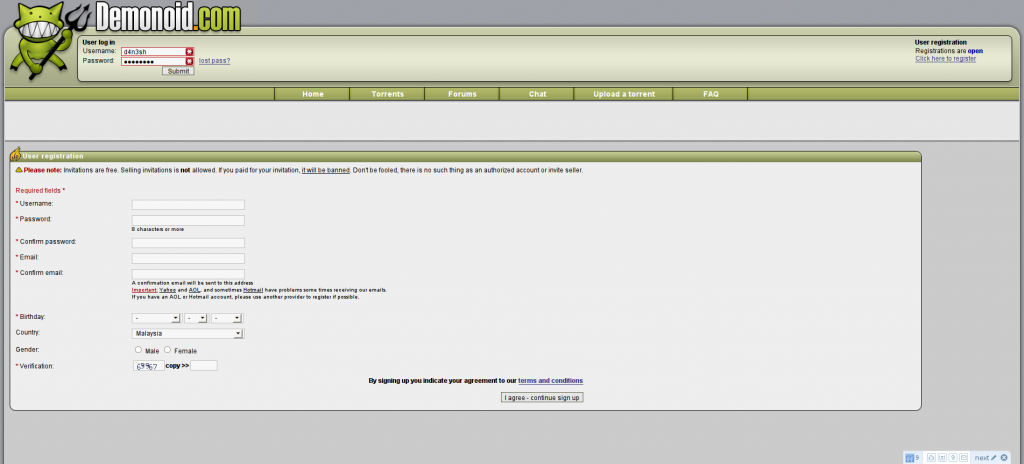 Demonoid.com
User log in
Username: d4n3sh
Password: ●●●●●●●● lost pass?
Submit
User registration
Registrations are open
Click here to register
Home Torrents Forums Chat Upload a torrent FAQ
User registration
Please note: Invitations are free. Selling invitations is not allowed. If you paid for your invitation, it will be banned. Don't be fooled, there is no such thing as an authorized account or invite seller.
Required fields *
* Username:
* Password:
8 characters or more
* Confirm password:
* Email:
* Confirm email:
A confirmation email will be sent to this address
Important: Yahoo and AOL, and sometimes Hotmail have problems some times receiving our emails.
If you have an AOL or Hotmail account, please use another provider to register if possible.
* Birthday: - - -
Country: Malaysia
Gender: Male Female
* Verification: 69967 copy >>
By signing up you indicate your agreement to our terms and conditions
I agree - continue sign up
9 9 next